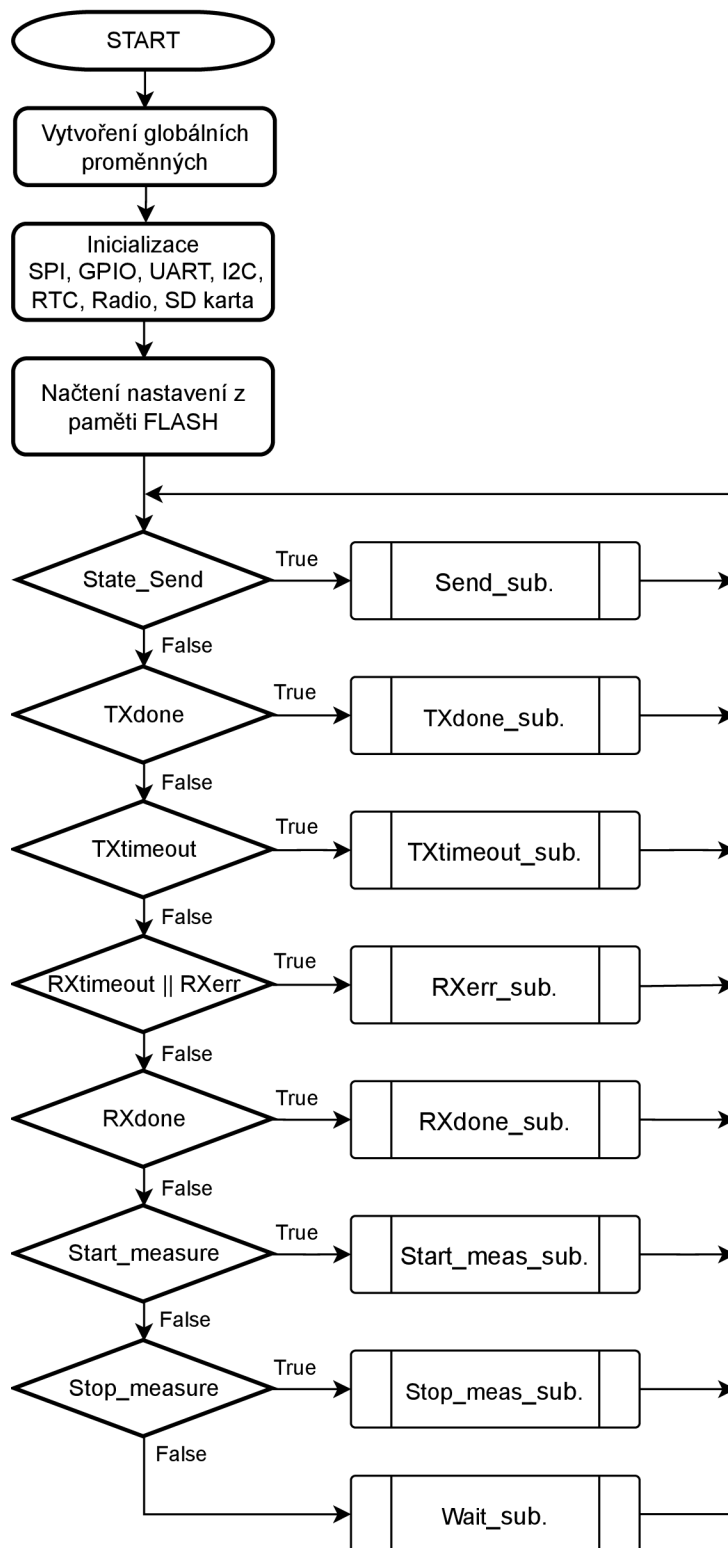 START
Vytvoření globálních
proměnných
Inicializace
SPI, GPIO, UART, I2C,
RTC, Radio, SD karta
Načtení nastavení z
paměti FLASH
State_Send
True
Send_sub.
False
TXdone
True
TXdone_sub.
False
TXtimeout
True
TXtimeout_sub.
False
RXtimeout || RXerr
True
RXerr_sub.
False
RXdone
True
RXdone_sub.
False
Start_measure
True
Start_meas_sub.
False
Stop_measure
True
Stop_meas_sub.
False
Wait_sub.